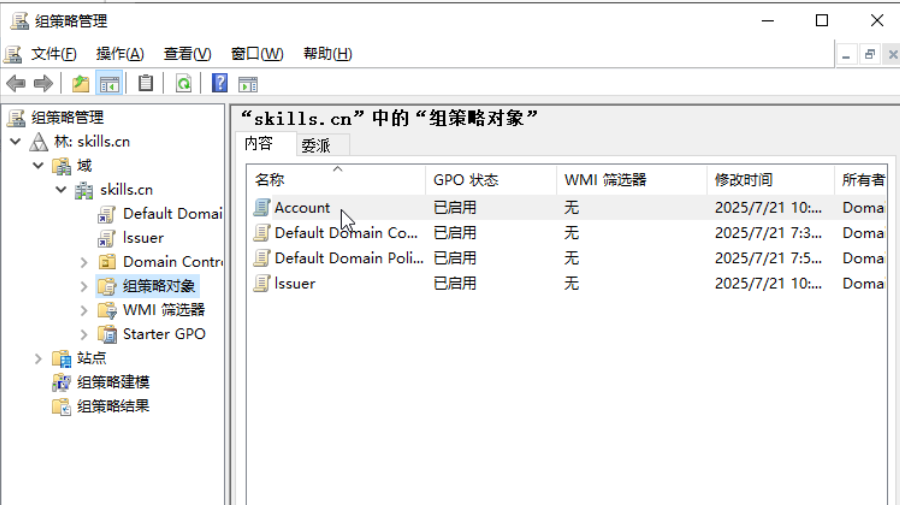 组策略管理
文件(F) 操作(A) 查看(V) 窗口(W) 帮助(H)
组策略管理
林: skills.cn
域
skills.cn
Default Domai
Issuer
Domain Contr
组策略对象
WMI 筛选器
Starter GPO
站点
组策略建模
组策略结果
“skills.cn”中的“组策略对象”
内容 委派
名称 GPO 状态 WMI 筛选器 修改时间 所有者
Account 已启用 无 2025/7/21 10:... Doma
Default Domain Co... 已启用 无 2025/7/21 7:3... Doma
Default Domain Poli... 已启用 无 2025/7/21 7:5... Doma
Issuer 已启用 无 2025/7/21 10:... Doma